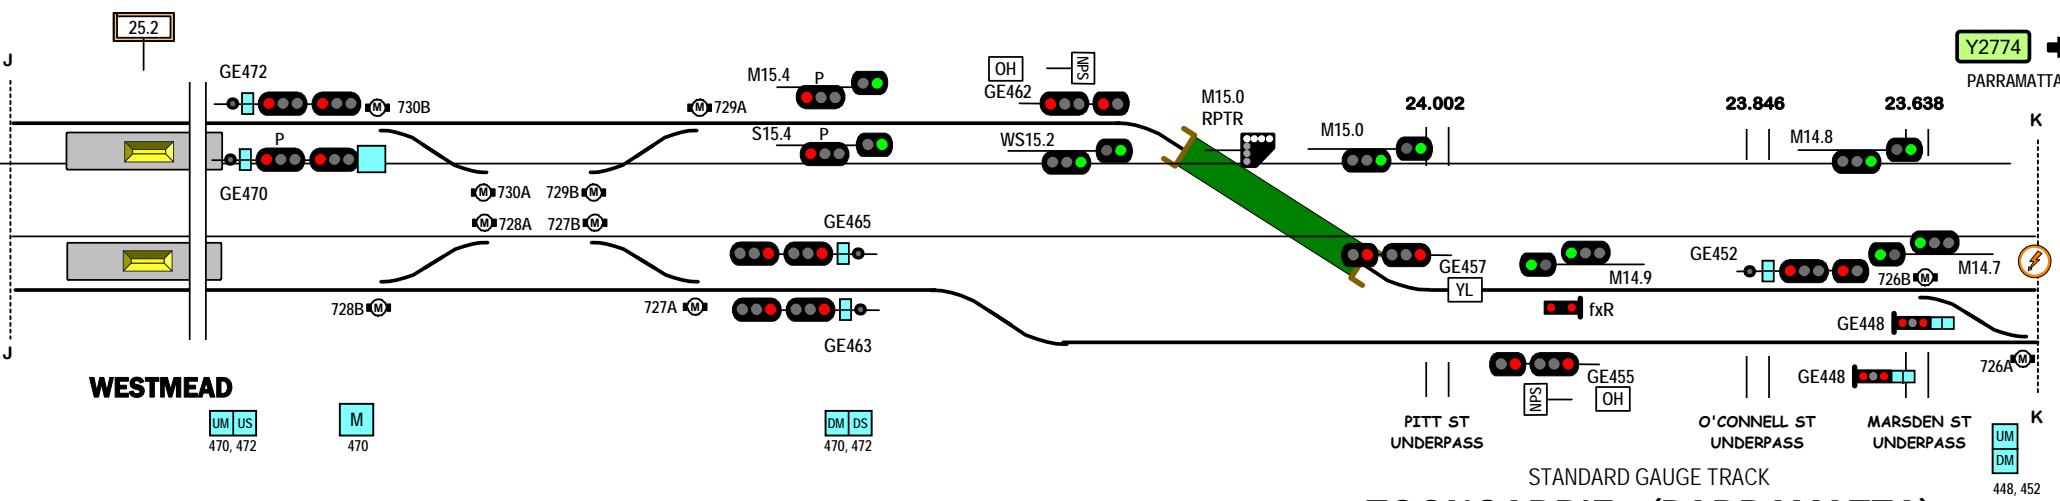 25.2
Y2774
PARRAMATTA
J
GE472
730B
729A
M15.4
P
OH
NPS
GE462
M15.0
RPTR
24.002
23.846
23.638
K
P
GE470
S15.4
P
WS15.2
M15.0
M14.8
730A
729B
728A
727B
GE465
GE457
YL
M14.9
GE452
726B
M14.7
728B
727A
GE463
fxR
GE448
J
WESTMEAD
GE455
NPS
OH
GE448
726A
UM US
470, 472
M
470
DM DS
470, 472
PITT ST
UNDERPASS
O'CONNELL ST
UNDERPASS
MARSDEN ST
UNDERPASS
K
UM
DM
448, 452
STANDARD GAUGE TRACK